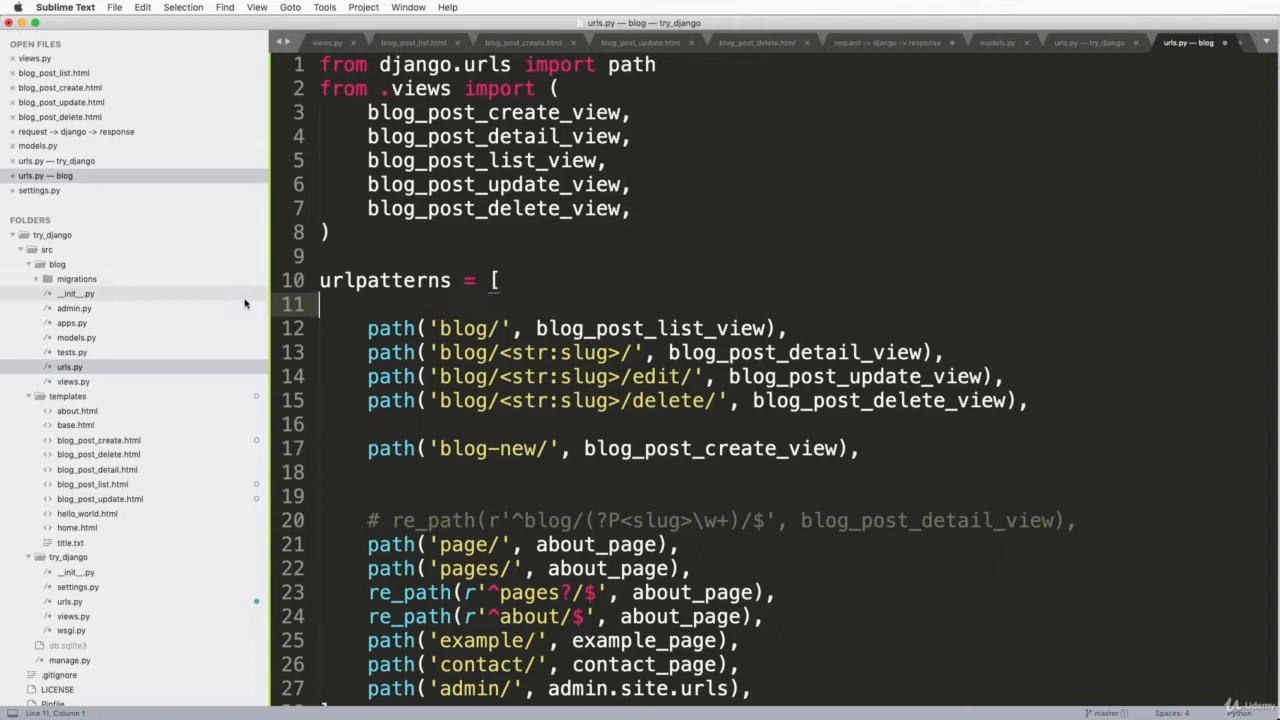 Sublime Text File Edit Selection Find View Goto Tools Project Window Help
urls.py — blog — try_django
OPEN FILES
views.py
blog_post_list.html
blog_post_create.html
blog_post_update.html
blog_post_delete.html
request -> django -> response
models.py
urls.py — try_django
urls.py — blog
settings.py
FOLDERS
try_django
src
blog
migrations
__init__.py
admin.py
apps.py
models.py
tests.py
urls.py
views.py
templates
about.html
base.html
blog_post_create.html
blog_post_delete.html
blog_post_detail.html
blog_post_list.html
blog_post_update.html
hello_world.html
home.html
title.txt
try_django
__init__.py
settings.py
urls.py
views.py
wsgi.py
db.sqlite3
manage.py
.gitignore
LICENSE
Pipfile
views.py blog_post_list.html blog_post_create.html blog_post_update.html blog_post_delete.html request -> django -> response models.py urls.py — try_django urls.py — blog
1 from django.urls import path
2 from .views import (
3 blog_post_create_view,
4 blog_post_detail_view,
5 blog_post_list_view,
6 blog_post_update_view,
7 blog_post_delete_view,
8 )
9
10 urlpatterns = [
11
12 path('blog/', blog_post_list_view),
13 path('blog/<str:slug>/', blog_post_detail_view),
14 path('blog/<str:slug>/edit/', blog_post_update_view),
15 path('blog/<str:slug>/delete/', blog_post_delete_view),
16
17 path('blog-new/', blog_post_create_view),
18
19
20 # re_path(r'^blog/(?P<slug>\w+)/$', blog_post_detail_view),
21 path('page/', about_page),
22 path('pages/', about_page),
23 re_path(r'^pages?/$', about_page),
24 re_path(r'^about/$', about_page),
25 path('example/', example_page),
26 path('contact/', contact_page),
27 path('admin/', admin.site.urls),
Line 11, Column 1 master Spaces: 4 Python
Udemy